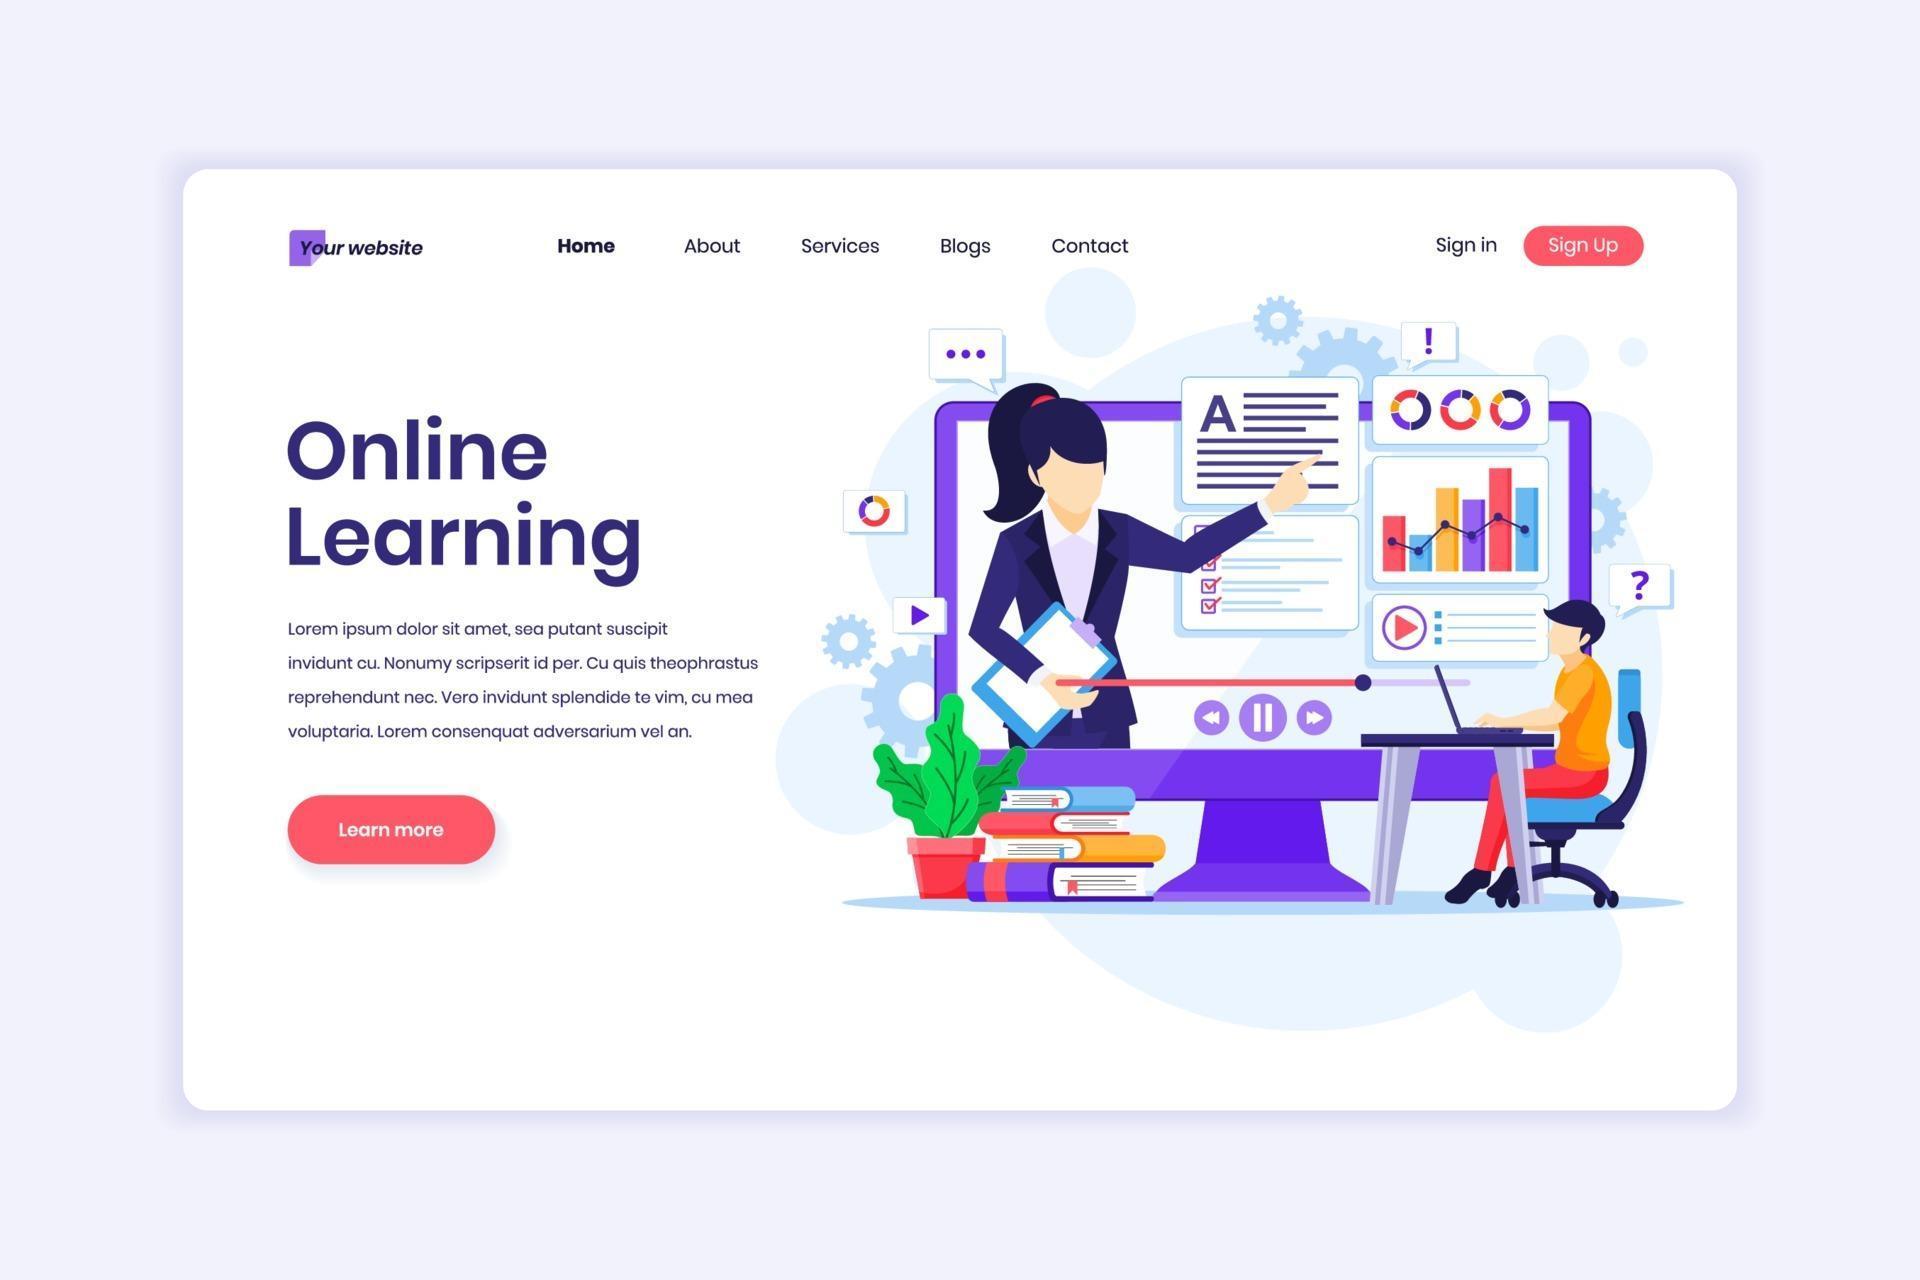 Your website
Home About Services Blogs Contact
Sign in Sign Up
Online
Learning
Lorem ipsum dolor sit amet, sea putant suscipit
invidunt cu. Nonumy scripserit id per. Cu quis theophrastus
reprehendunt nec. Vero invidunt splendide te vim, cu mea
voluptaria. Lorem consenquat adversarium vel an.
Learn more
!
A
?